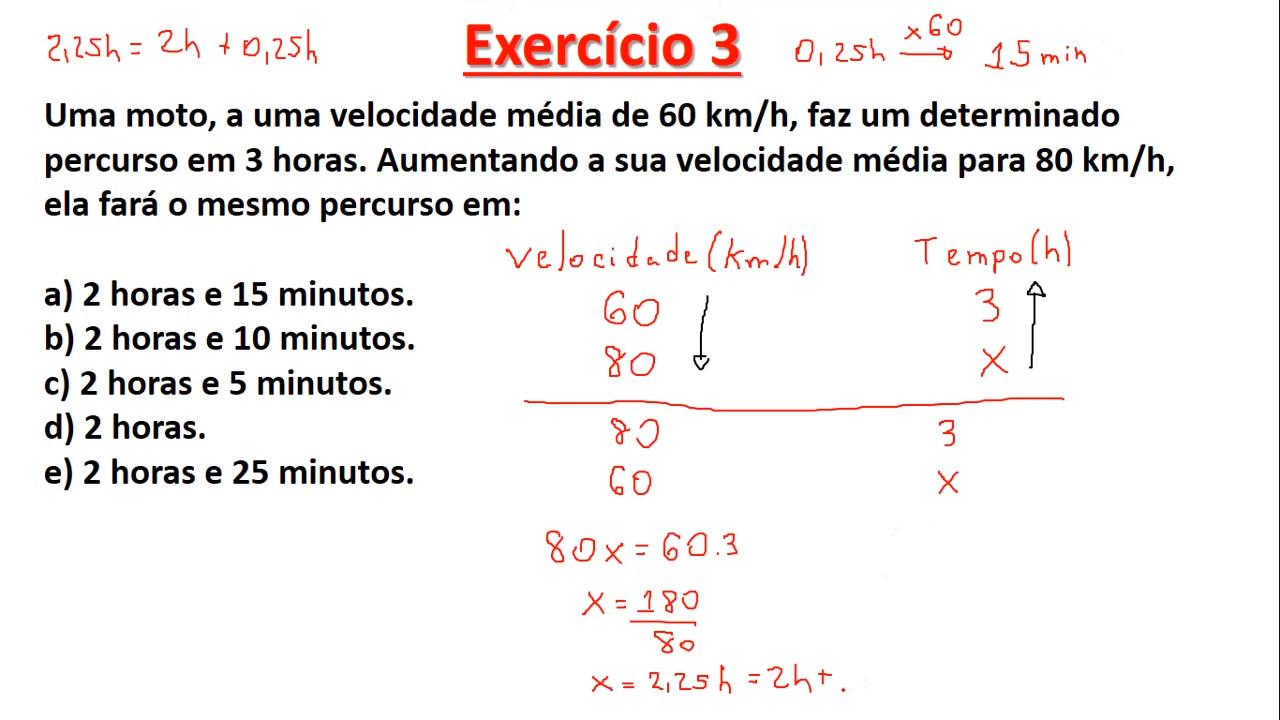 2,25h = 2h + 0,25h
Exercício 3
0,25h x60 15 min
Uma moto, a uma velocidade média de 60 km/h, faz um determinado
percurso em 3 horas. Aumentando a sua velocidade média para 80 km/h,
ela fará o mesmo percurso em:
a) 2 horas e 15 minutos.
b) 2 horas e 10 minutos.
c) 2 horas e 5 minutos.
d) 2 horas.
e) 2 horas e 25 minutos.
Velocidade (km/h) Tempo (h)
60 3
80 x
80 3
60 x
80x = 60.3
x = 180
80
x = 2,25h = 2h + .